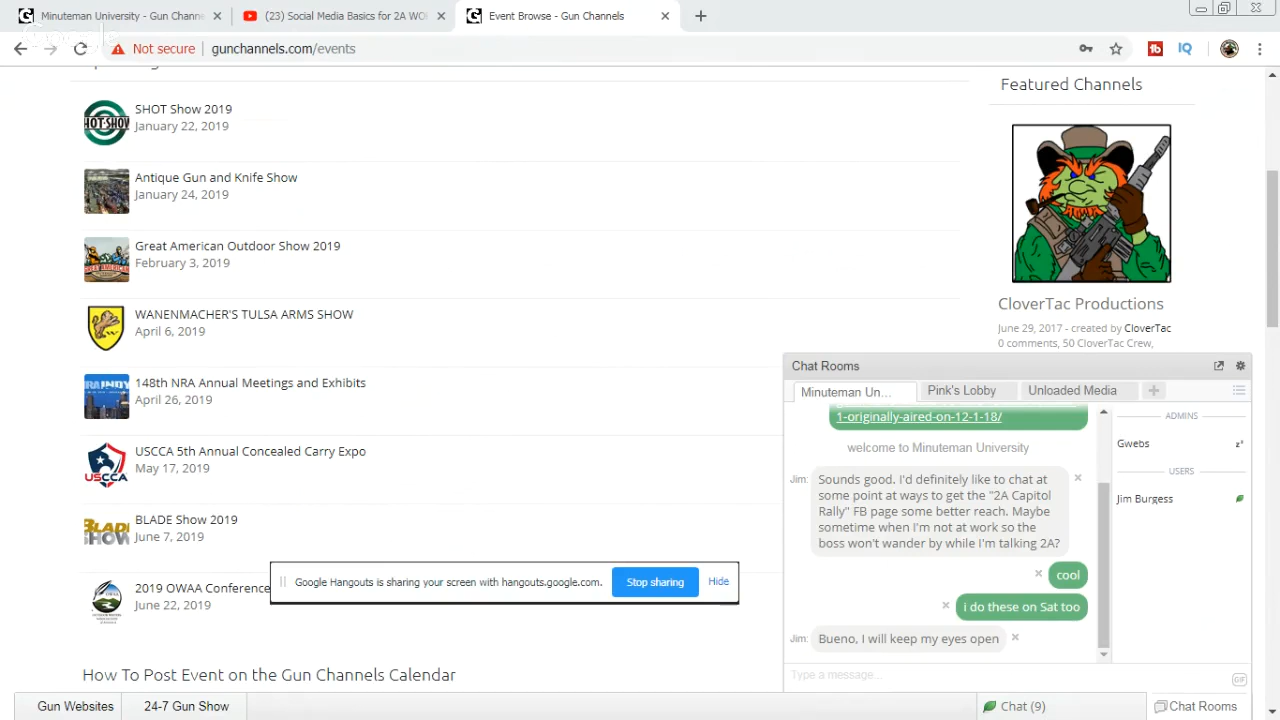 Minuteman University - Gun Chann
(23) Social Media Basics for 2A WO
Event Browse - Gun Channels
Google
Not secure
gunchannels.com/events
SHOT Show 2019
January 22, 2019
Antique Gun and Knife Show
January 24, 2019
Great American Outdoor Show 2019
February 3, 2019
WANENMACHER'S TULSA ARMS SHOW
April 6, 2019
148th NRA Annual Meetings and Exhibits
April 26, 2019
USCCA 5th Annual Concealed Carry Expo
USCCA
May 17, 2019
BLADE Show 2019
June 7, 2019
2019 OWAA Conference
June 22, 2019
How To Post Event on the Gun Channels Calendar
Google Hangouts is sharing your screen with hangouts.google.com.
Stop sharing
Hide
Featured Channels
CloverTac Productions
June 29, 2017 - created by CloverTac
0 comments, 50 CloverTac Crew,
Chat Rooms
Minuteman Un...
Pink's Lobby
Unloaded Media
1-originally-aired-on-12-1-18/
welcome to Minuteman University
Jim:
Sounds good. I'd definitely like to chat at
some point at ways to get the "2A Capitol
Rally" FB page some better reach. Maybe
sometime when I'm not at work so the
boss won't wander by while I'm talking 2A?
cool
i do these on Sat too
Jim:
Bueno, I will keep my eyes open
ADMINS
Gwebs
USERS
Jim Burgess
Type a message...
GIF
Gun Websites
24-7 Gun Show
Chat (9)
Chat Rooms